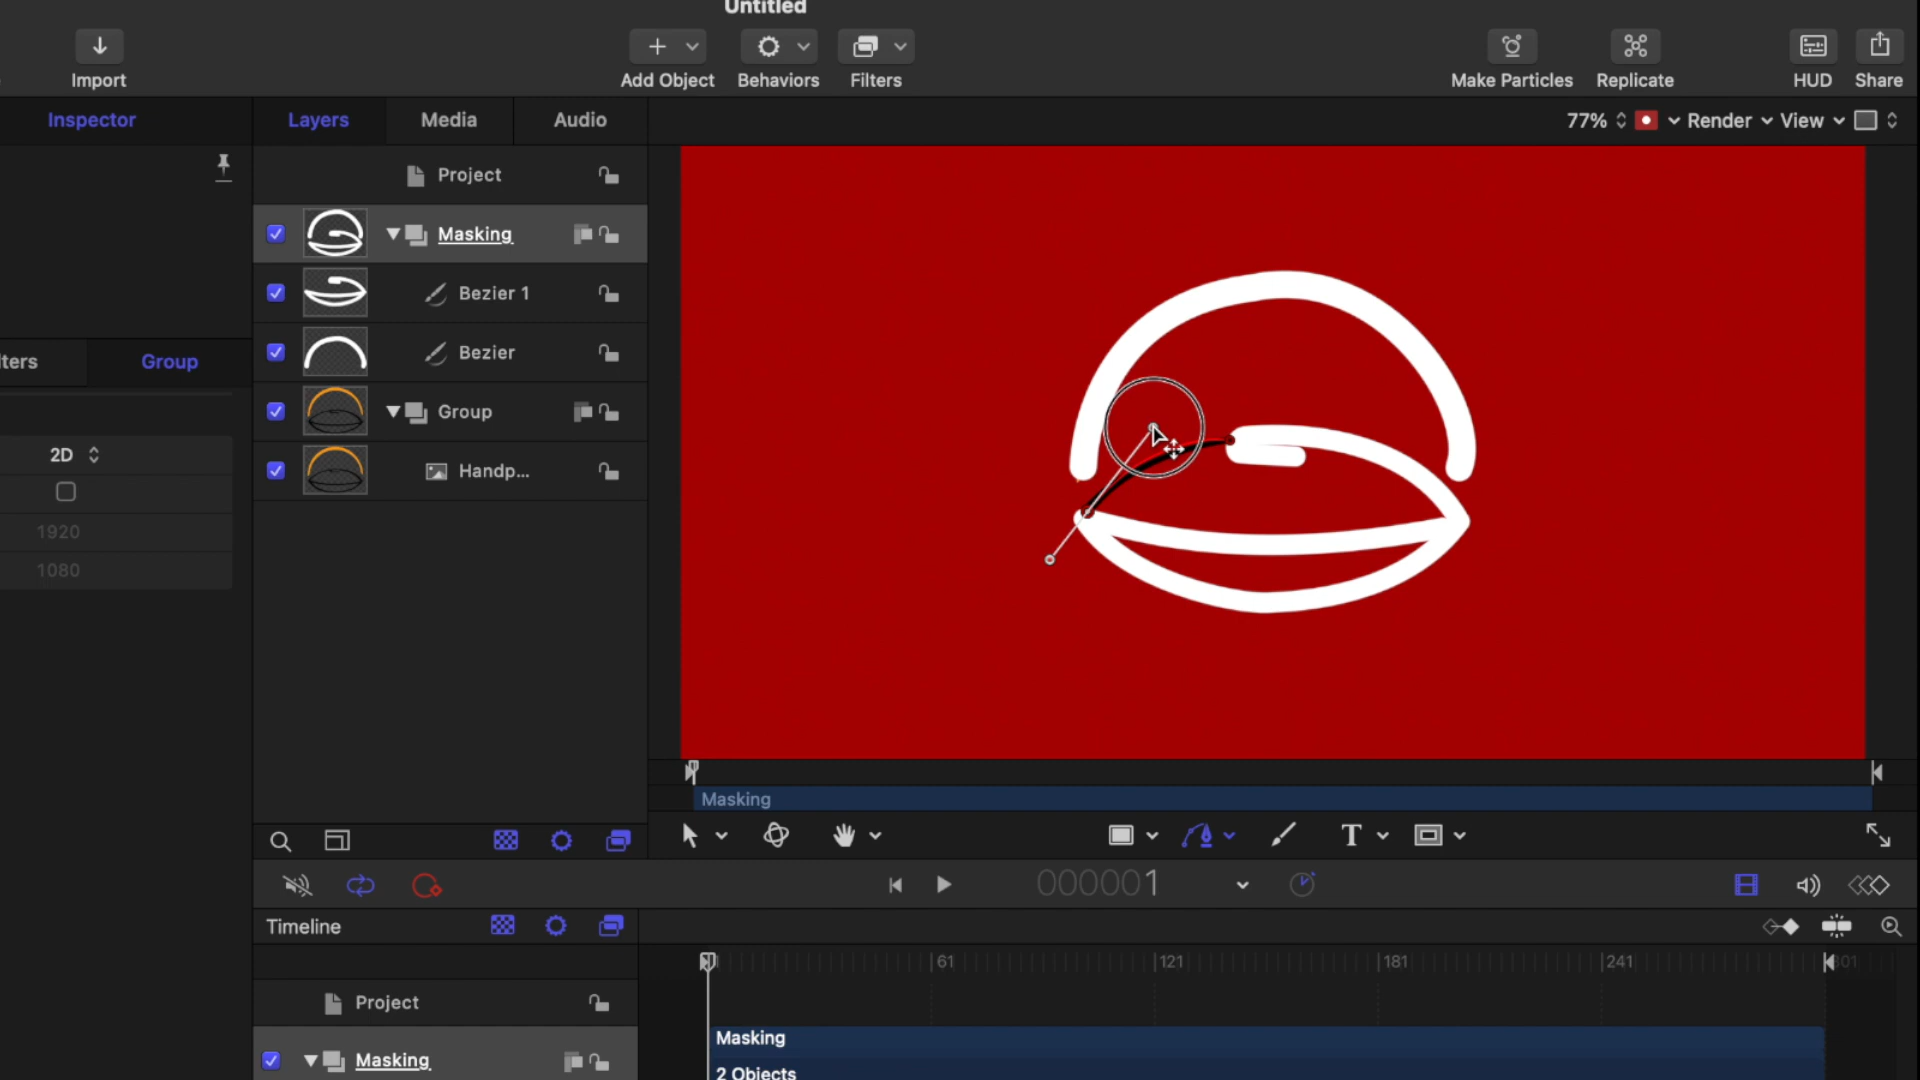 Untitled
Import
Add Object
Behaviors
Filters
Make Particles
Replicate
HUD
Share
Inspector
Layers
Media
Audio
77%
Render
View
Project
Masking
Bezier 1
Bezier
lters
Group
Group
2D
Handp...
1920
1080
Masking
T
000001
Timeline
61
121
181
241
301
Project
Masking
Masking
2 Objects